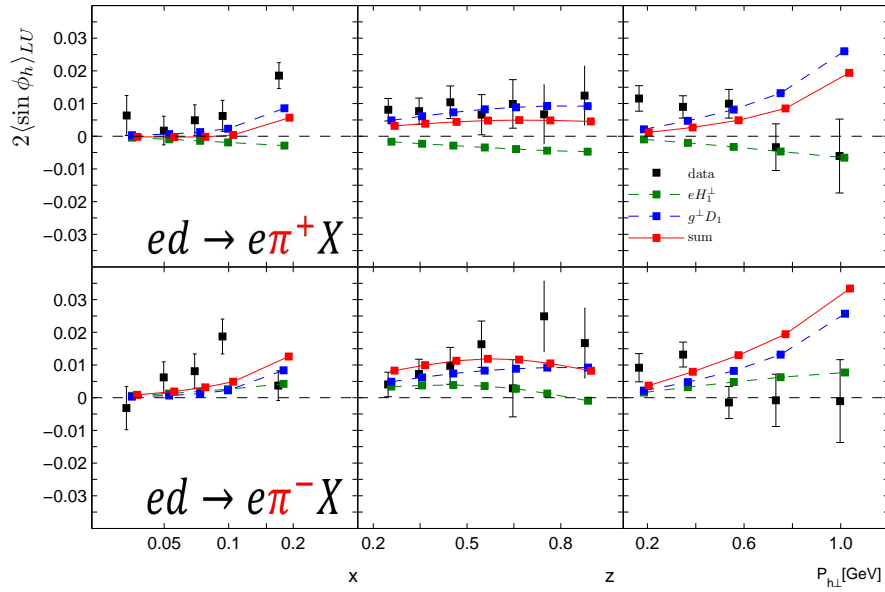 2⟨sin ϕ_h⟩_{LU}
0.03
0.02
0.01
0
−0.01
−0.02
−0.03
ed → eπ⁺X
data
eH₁^⊥
g^⊥D₁
sum
0.03
0.02
0.01
0
−0.01
−0.02
−0.03
ed → eπ⁻X
0.05 0.1 0.2 0.2 0.5 0.8 0.2 0.6 1.0
x z P_{h⊥}[GeV]